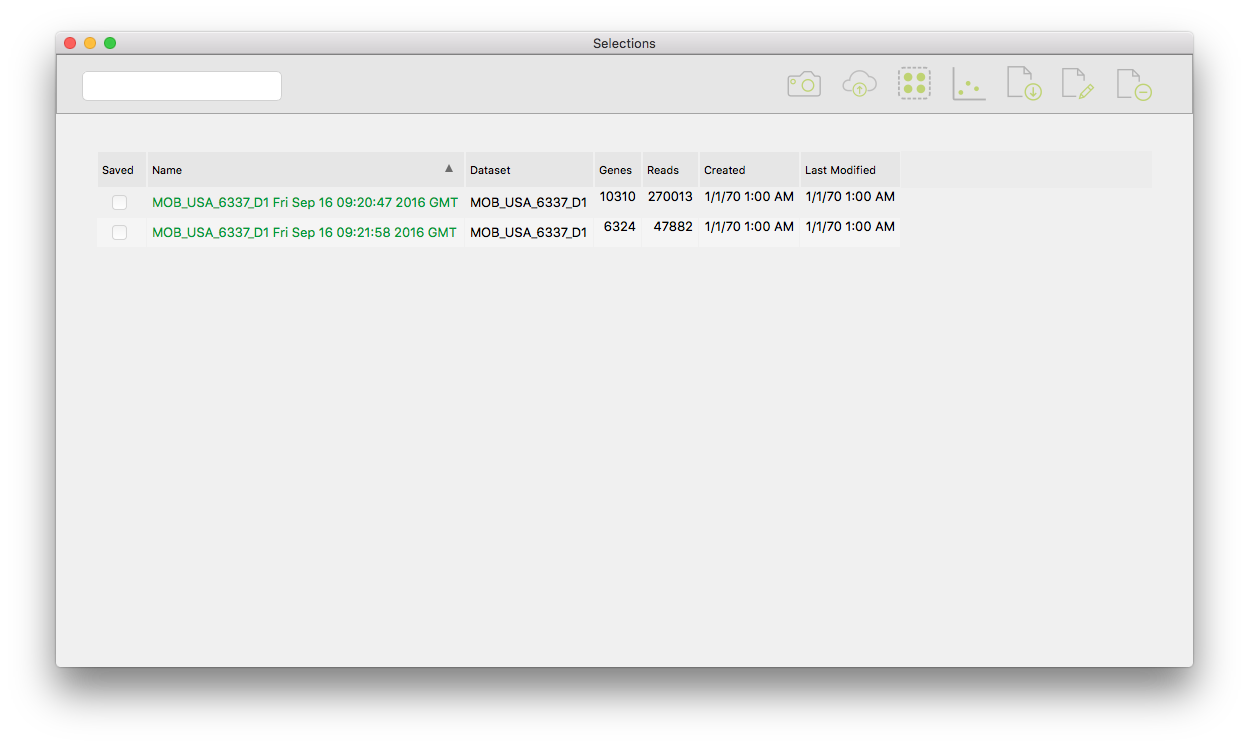 Selections
Saved Name ▲ Dataset Genes Reads Created Last Modified
MOB_USA_6337_D1 Fri Sep 16 09:20:47 2016 GMT MOB_USA_6337_D1 10310 270013 1/1/70 1:00 AM 1/1/70 1:00 AM
MOB_USA_6337_D1 Fri Sep 16 09:21:58 2016 GMT MOB_USA_6337_D1 6324 47882 1/1/70 1:00 AM 1/1/70 1:00 AM